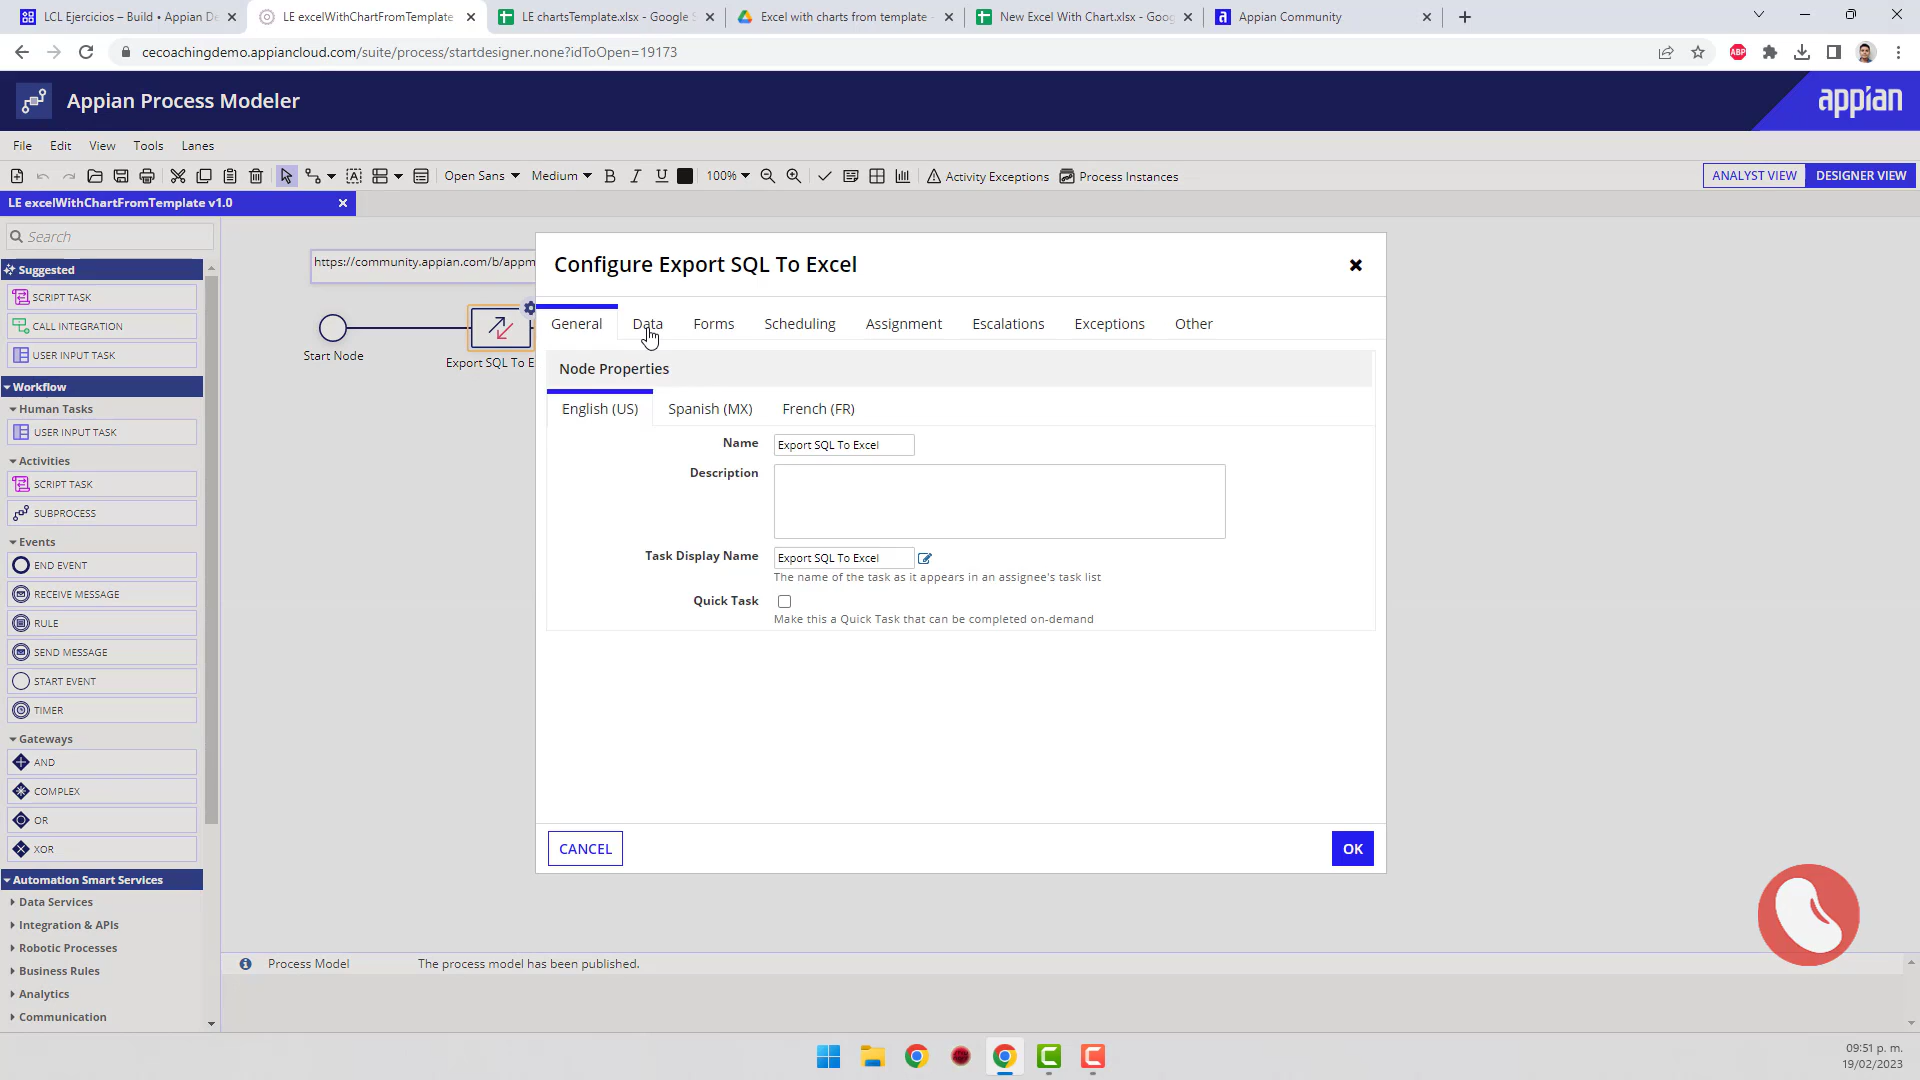 LCL Ejercicios – Build • Appian De
LE excelWithChartFromTemplate
LE chartsTemplate.xlsx - Google S
Excel with charts from template -
New Excel With Chart.xlsx - Goog
Appian Community
cecoachingdemo.appiancloud.com/suite/process/startdesigner.none?idToOpen=19173
ABP
Appian Process Modeler
appian
File Edit View Tools Lanes
Open Sans Medium B I U 100% Activity Exceptions Process Instances ANALYST VIEW DESIGNER VIEW
LE excelWithChartFromTemplate v1.0
Search
Suggested
SCRIPT TASK
CALL INTEGRATION
USER INPUT TASK
Workflow
Human Tasks
USER INPUT TASK
Activities
SCRIPT TASK
SUBPROCESS
Events
END EVENT
RECEIVE MESSAGE
RULE
SEND MESSAGE
START EVENT
TIMER
Gateways
AND
COMPLEX
OR
XOR
Automation Smart Services
Data Services
Integration & APIs
Robotic Processes
Business Rules
Analytics
Communication
https://community.appian.com/b/appm
Start Node
Export SQL To E
Configure Export SQL To Excel
General Data Forms Scheduling Assignment Escalations Exceptions Other
Node Properties
English (US) Spanish (MX) French (FR)
Name Export SQL To Excel
Description
Task Display Name Export SQL To Excel
The name of the task as it appears in an assignee's task list
Quick Task
Make this a Quick Task that can be completed on-demand
CANCEL OK
Process Model The process model has been published.
09:51 p. m.
19/02/2023